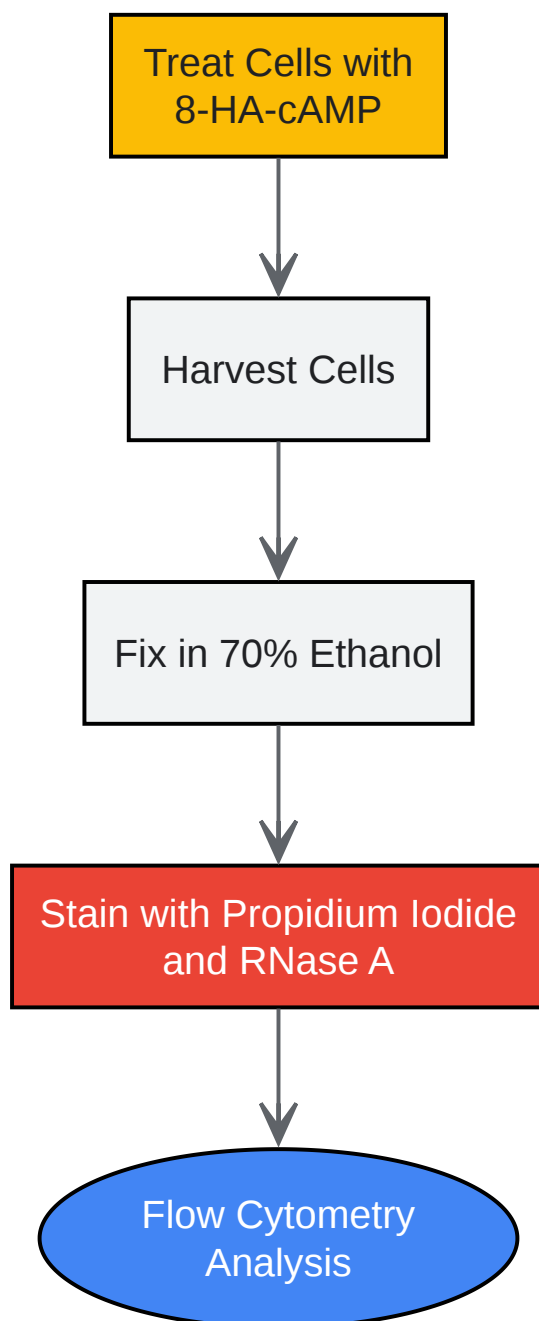 Treat Cells with
8-HA-cAMP
Harvest Cells
Fix in 70% Ethanol
Stain with Propidium Iodide
and RNase A
Flow Cytometry
Analysis